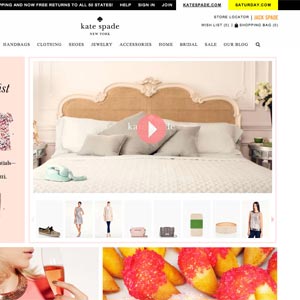 PPING AND NOW FREE RETURNS TO ALL 50 STATES! HELP SIGN IN JOIN US KATESPADE.COM SATURDAY.COM
STORE LOCATOR | JACK SPADE
WISH LIST (0) SHOPPING BAG (0)
kate spade
NEW YORK
HANDBAGS CLOTHING SHOES JEWELRY ACCESSORIES HOME BRIDAL SALE OUR BLOG
ist
entials—